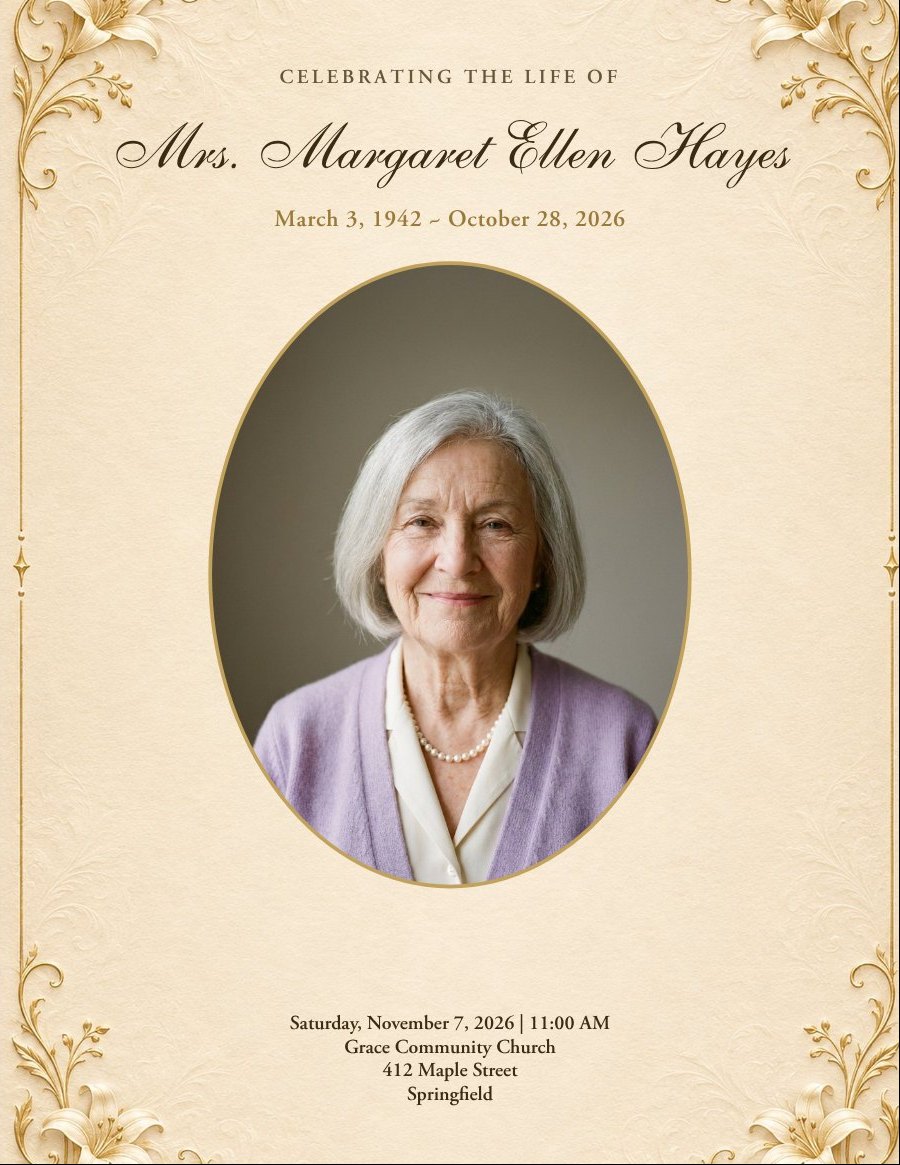 CELEBRATING THE LIFE OF
Mrs. Margaret Ellen Hayes
March 3, 1942 ~ October 28, 2026
Saturday, November 7, 2026 | 11:00 AM
Grace Community Church
412 Maple Street
Springfield